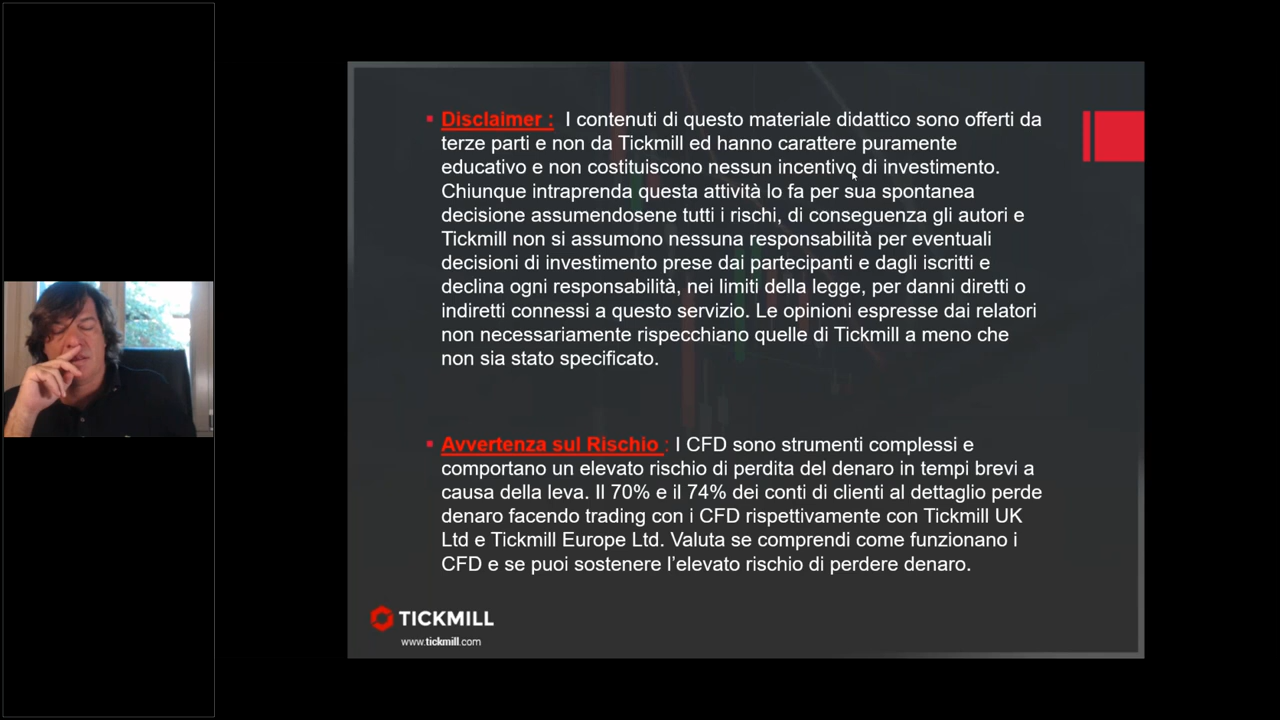 Disclaimer : I contenuti di questo materiale didattico sono offerti da
terze parti e non da Tickmill ed hanno carattere puramente
educativo e non costituiscono nessun incentivo di investimento.
Chiunque intraprenda questa attività lo fa per sua spontanea
decisione assumendosene tutti i rischi, di conseguenza gli autori e
Tickmill non si assumono nessuna responsabilità per eventuali
decisioni di investimento prese dai partecipanti e dagli iscritti e
declina ogni responsabilità, nei limiti della legge, per danni diretti o
indiretti connessi a questo servizio. Le opinioni espresse dai relatori
non necessariamente rispecchiano quelle di Tickmill a meno che
non sia stato specificato.
Avvertenza sul Rischio : I CFD sono strumenti complessi e
comportano un elevato rischio di perdita del denaro in tempi brevi a
causa della leva. Il 70% e il 74% dei conti di clienti al dettaglio perde
denaro facendo trading con i CFD rispettivamente con Tickmill UK
Ltd e Tickmill Europe Ltd. Valuta se comprendi come funzionano i
CFD e se puoi sostenere l’elevato rischio di perdere denaro.
TICKMILL
www.tickmill.com